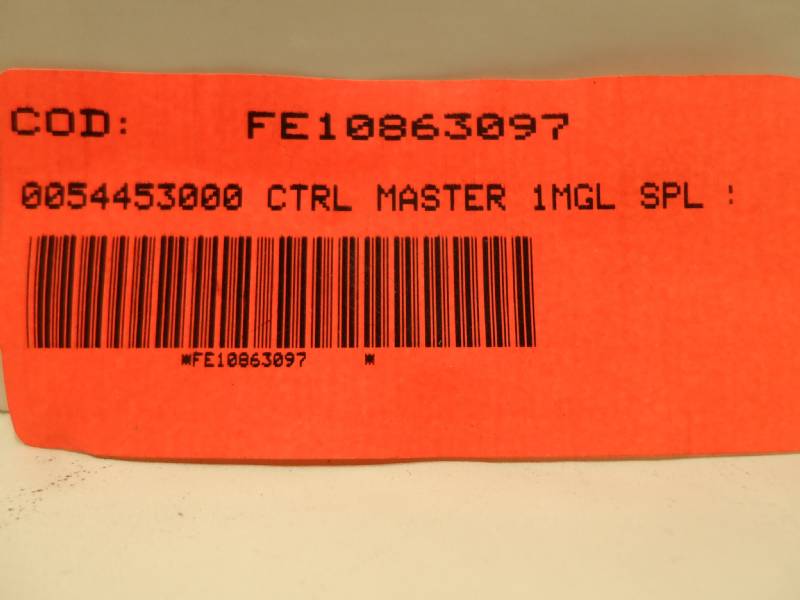 COD: FE10863097
0054453000 CTRL MASTER 1MGL SPL :
*FE10863097 *